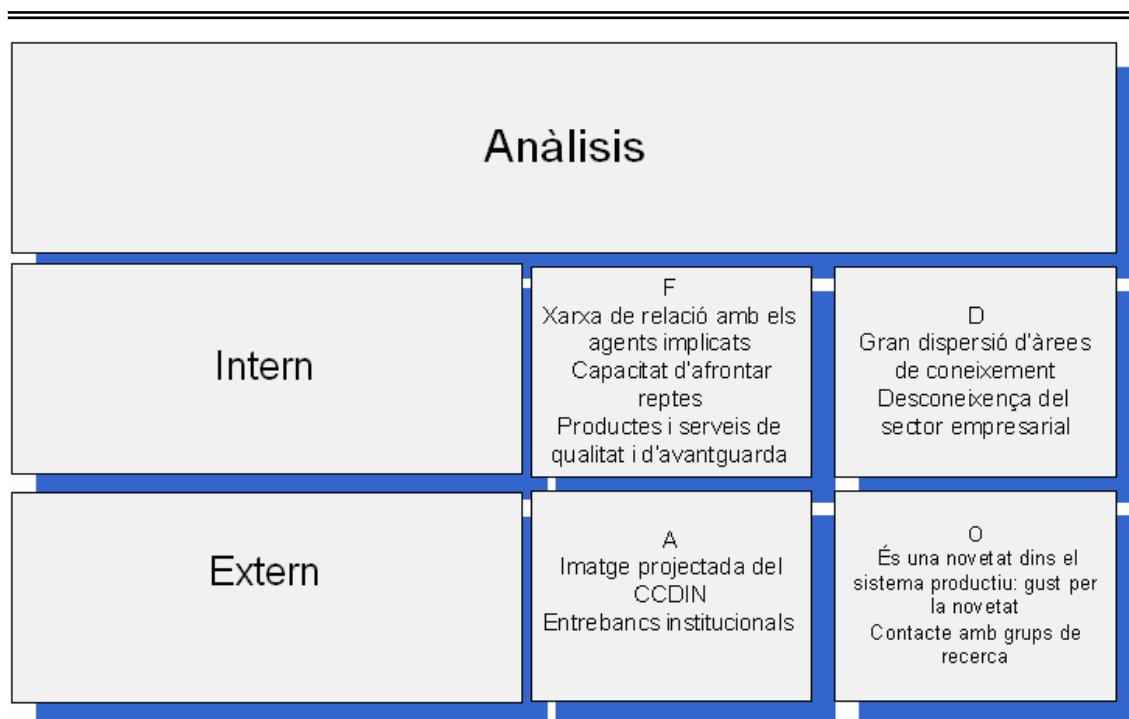 Anàlisis
Intern
F
Xarxa de relació amb els
agents implicats
Capacitat d'afrontar
reptes
Productes i serveis de
qualitat i d'avantguarda
D
Gran dispersió d'àrees
de coneixement
Desconeixença del
sector empresarial
Extern
A
Imatge projectada del
CCDIN
Entrebancs institucionals
O
És una novetat dins el
sistema productiu: gust per
la novetat
Contacte amb grups de
recerca